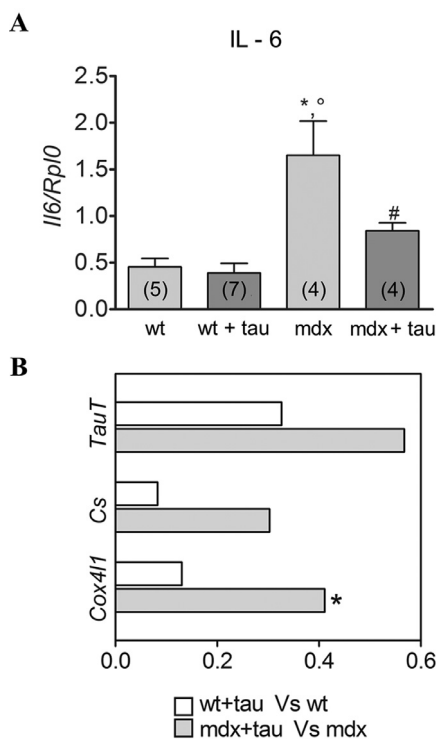 A
IL - 6
Il6/Rpl0
2.5
2.0
1.5
1.0
0.5
0.0
*,°
#
(5) (7) (4) (4)
wt wt + tau mdx mdx + tau
B
TauT
Cs
Cox4I1
*
0.0 0.2 0.4 0.6
wt+tau Vs wt
mdx+tau Vs mdx